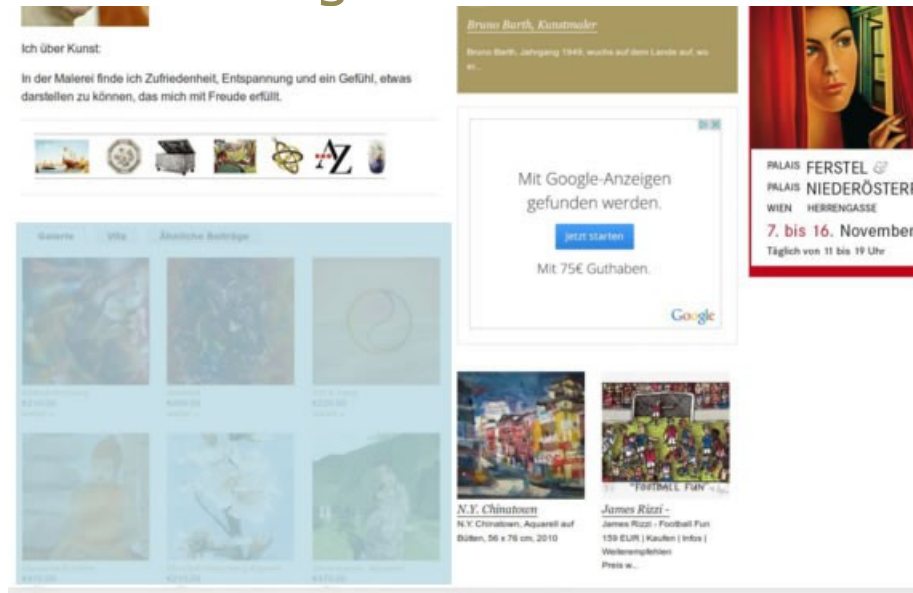 Ich über Kunst:
In der Malerei finde ich Zufriedenheit, Entspannung und ein Gefühl, etwas
darstellen zu können, das mich mit Freude erfüllt.
AZ
Galerie Vita Ähnliche Beiträge
Bruno Barth, Kunstmaler
Bruno Barth, Jahrgang 1949, wuchs auf dem Lande auf, wo
er...
Mit Google-Anzeigen
gefunden werden.
Jetzt starten
Mit 75€ Guthaben.
Google
"FOOTBALL FUN"
N.Y. Chinatown
N.Y. Chinatown, Aquarell auf
Bütten, 56 x 76 cm, 2010
James Rizzi -
James Rizzi - Football Fun
159 EUR | Kaufen | Infos |
Weiterempfehlen
Preis w...
PALAIS FERSTEL
PALAIS NIEDERÖSTERR
WIEN HERRENGASSE
7. bis 16. November
Täglich von 11 bis 19 Uhr